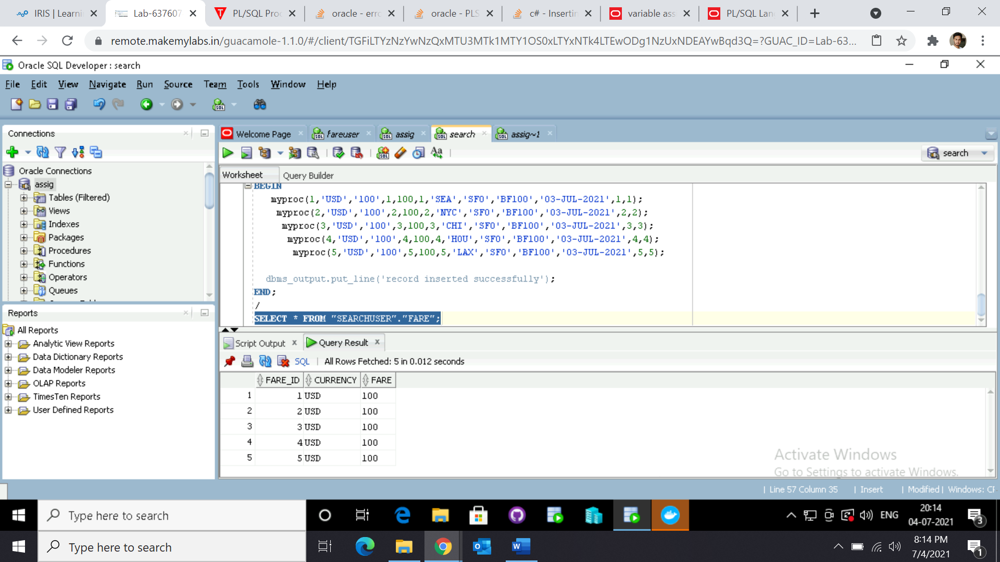 IRIS | Learni
Lab-637607
PL/SQL Proc
oracle - erro
oracle - PLS
c# - Insertin
variable ass
PL/SQL Lan
remote.makemylabs.in/guacamole-1.1.0/#/client/TGFiLTYzNzYwNzQxMTU3MTk1MTY1OS0xLTYxNTk4LTEwODg1NzUxNDEAYwBqd3Q=?GUAC_ID=Lab-63...
Oracle SQL Developer : search
File Edit View Navigate Run Source Team Tools Window Help
Connections
Welcome Page
fareuser
assig
search
assig~1
search
Oracle Connections
assig
Tables (Filtered)
Views
Indexes
Packages
Procedures
Functions
Operators
Queues
Worksheet
Query Builder
BEGIN
myproc(1,'USD','100',1,100,1,'SEA','SFO','BF100','03-JUL-2021',1,1);
myproc(2,'USD','100',2,100,2,'NYC','SFO','BF100','03-JUL-2021',2,2);
myproc(3,'USD','100',3,100,3,'CHI','SFO','BF100','03-JUL-2021',3,3);
myproc(4,'USD','100',4,100,4,'HOU','SFO','BF100','03-JUL-2021',4,4);
myproc(5,'USD','100',5,100,5,'LAX','SFO','BF100','03-JUL-2021',5,5);
dbms_output.put_line('record inserted successfully');
END;
/
SELECT * FROM "SEARCHUSER"."FARE";
Reports
All Reports
Analytic View Reports
Data Dictionary Reports
Data Modeler Reports
OLAP Reports
TimesTen Reports
User Defined Reports
Script Output
Query Result
SQL | All Rows Fetched: 5 in 0.012 seconds
FARE_ID CURRENCY FARE
1 1 USD 100
2 2 USD 100
3 3 USD 100
4 4 USD 100
5 5 USD 100
Activate Windows
Go to Settings to activate Windows.
| Line 57 Column 35 | Insert | Modified | Windows: CF
Type here to search
ENG
20:14
04-07-2021
3
Type here to search
8:14 PM
7/4/2021
1